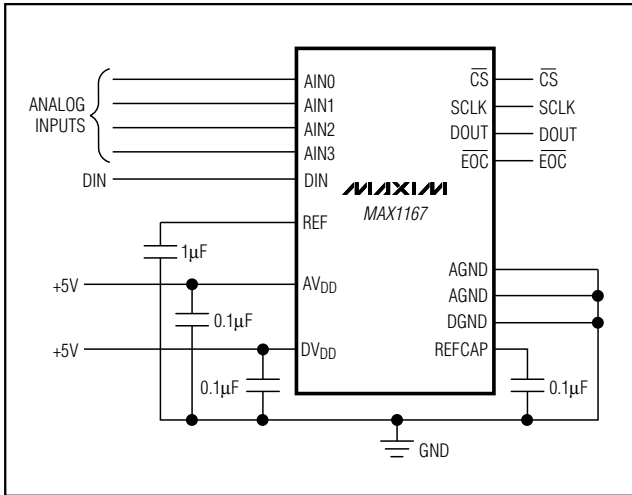 ANALOG
INPUTS
DIN
AIN0
AIN1
AIN2
AIN3
DIN
REF
1µF
+5V
AVDD
0.1µF
+5V
DVDD
0.1µF
MAXIM
MAX1167
CS
CS
SCLK
SCLK
DOUT
DOUT
EOC
EOC
AGND
AGND
DGND
REFCAP
0.1µF
GND